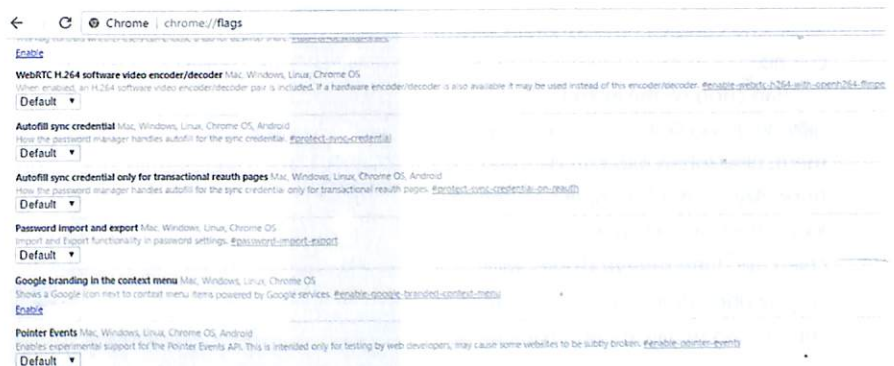 Chrome | chrome://flags
Enable
WebRTC H.264 software video encoder/decoder Mac, Windows, Linux, Chrome OS
When enabled, an H.264 software video encoder/decoder pair is included. If a hardware encoder/decoder is also available it may be used instead of this encoder/decoder. #enable-webrtc-h264-with-openh264-ffmpe
Default
Autofill sync credential Mac, Windows, Linux, Chrome OS, Android
How the password manager handles autofill for the sync credential. #protect-sync-credential
Default
Autofill sync credential only for transactional reauth pages Mac, Windows, Linux, Chrome OS, Android
How the password manager handles autofill for the sync credential only for transactional reauth pages. #protect-sync-credential-on-reauth
Default
Password import and export Mac, Windows, Linux, Chrome OS
Import and Export functionality in password settings. #password-import-export
Default
Google branding in the context menu Mac, Windows, Linux, Chrome OS
Shows a Google icon next to context menu items powered by Google services. #enable-google-branded-context-menu
Enable
Pointer Events Mac, Windows, Linux, Chrome OS, Android
Enables experimental support for the Pointer Events API. This is intended only for testing by web developers, may cause some websites to be subtly broken. #enable-pointer-events
Default